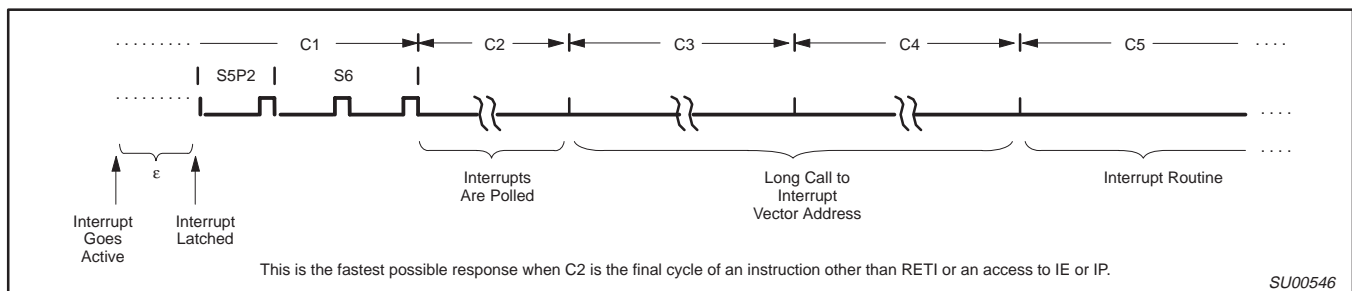 C1 C2 C3 C4 C5
S5P2 S6
ε
Interrupt
Goes
Active
Interrupt
Latched
Interrupts
Are Polled
Long Call to
Interrupt
Vector Address
Interrupt Routine
This is the fastest possible response when C2 is the final cycle of an instruction other than RETI or an access to IE or IP.
SU00546